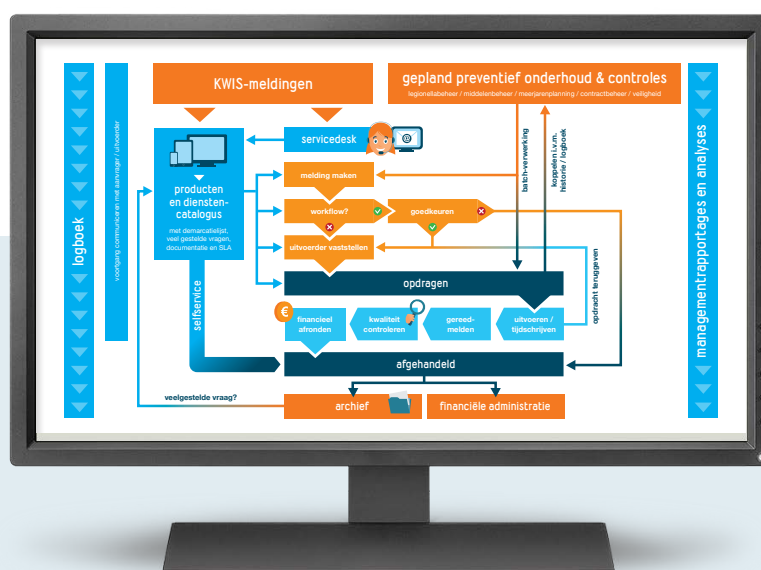 KWIS-meldingen
gepland preventief onderhoud & controles
legionellabeheer / middelenbeheer / meerjarenplanning / contractbeheer / veiligheid
logboek
voortgang communiceren met aanvrager / uitvoerder
servicedesk
@
producten
en diensten-
catalogus
met demarcatielijst,
veel gestelde vragen,
documentatie en SLA
melding maken
workflow?
goedkeuren
uitvoerder vaststellen
batch-verwerking
koppelen i.v.m.
historie / logboek
opdragen
selfservice
€
financieel
afronden
kwaliteit
controleren
gereed-
melden
uitvoeren /
tijdschrijven
opdracht teruggeven
afgehandeld
veelgestelde vraag?
archief
financiële administratie
managementrapportages en analyses